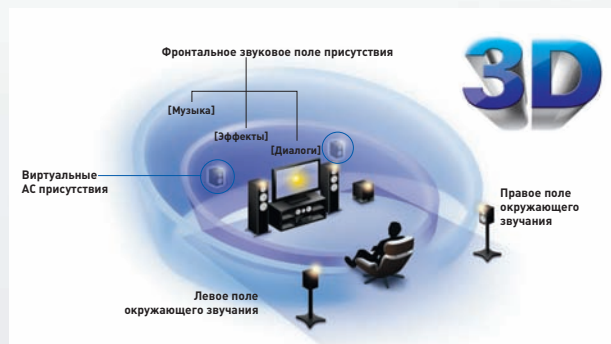 Фронтальное звуковое поле присутствия
3D
[Музыка]
[Эффекты]
[Диалоги]
Виртуальные
АС присутствия
Правое поле
окружающего
звучания
Левое поле
окружающего звучания